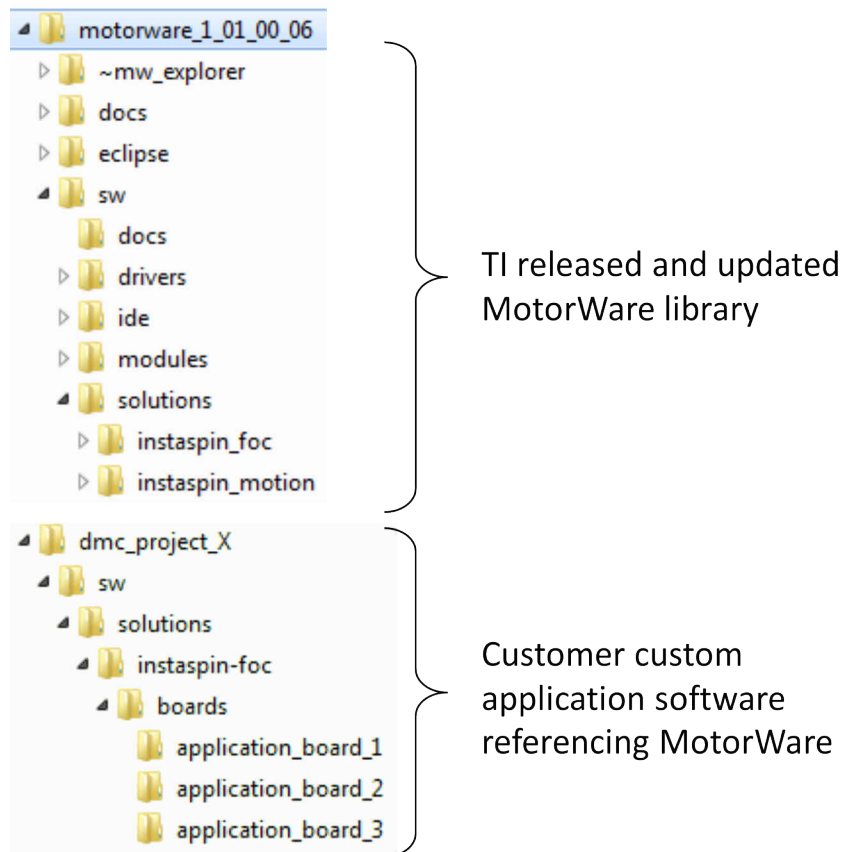 motorware_1_01_00_06
~mw_explorer
docs
eclipse
sw
docs
drivers
ide
modules
solutions
instaspin_foc
instaspin_motion
TI released and updated
MotorWare library
dmc_project_X
sw
solutions
instaspin-foc
boards
application_board_1
application_board_2
application_board_3
Customer custom
application software
referencing MotorWare